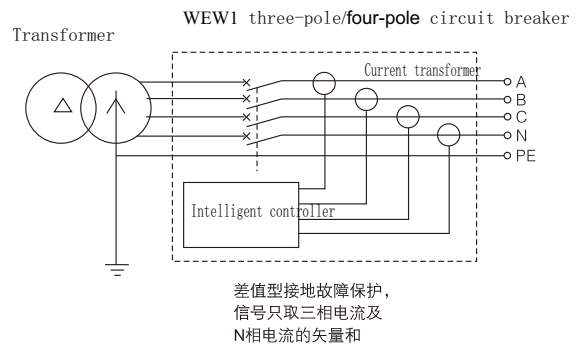 WEW1 three-pole/four-pole circuit breaker
Transformer
Current transformer
A
B
C
N
PE
Intelligent controller
差值型接地故障保护，
信号只取三相电流及
N相电流的矢量和